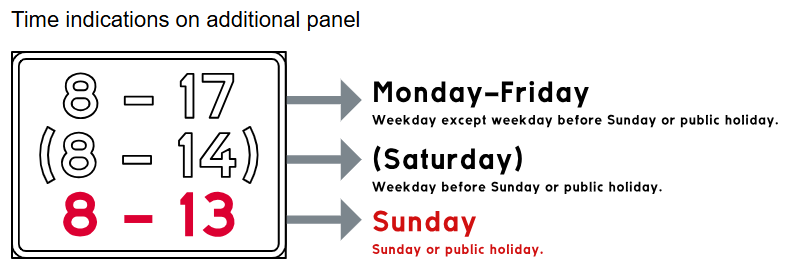 Time indications on additional panel
8 – 17
Monday–Friday
Weekday except weekday before Sunday or public holiday.
(8 – 14)
(Saturday)
Weekday before Sunday or public holiday.
8 – 13
Sunday
Sunday or public holiday.